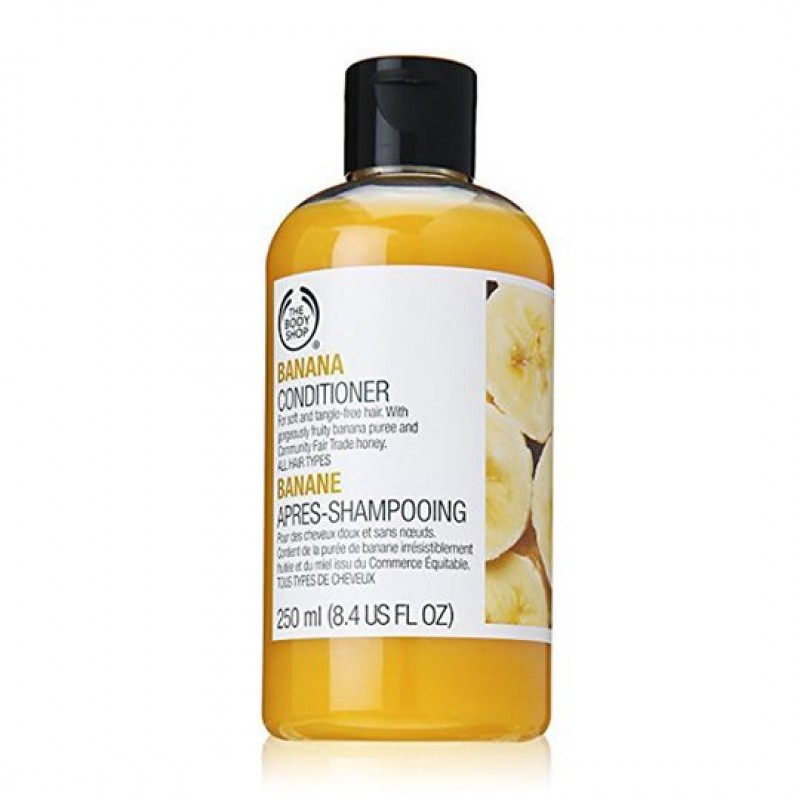 THE
BODY
SHOP
®
BANANA
CONDITIONER
For soft and tangle-free hair. With
gorgeously fruity banana puree and
Community Fair Trade honey.
ALL HAIR TYPES
BANANE
APRES-SHAMPOOING
Pour des cheveux doux et sans nœuds.
Contient de la purée de banane irrésistiblement
fruitée et du miel issu du Commerce Équitable.
TOUS TYPES DE CHEVEUX
250 ml (8.4 US FL OZ)